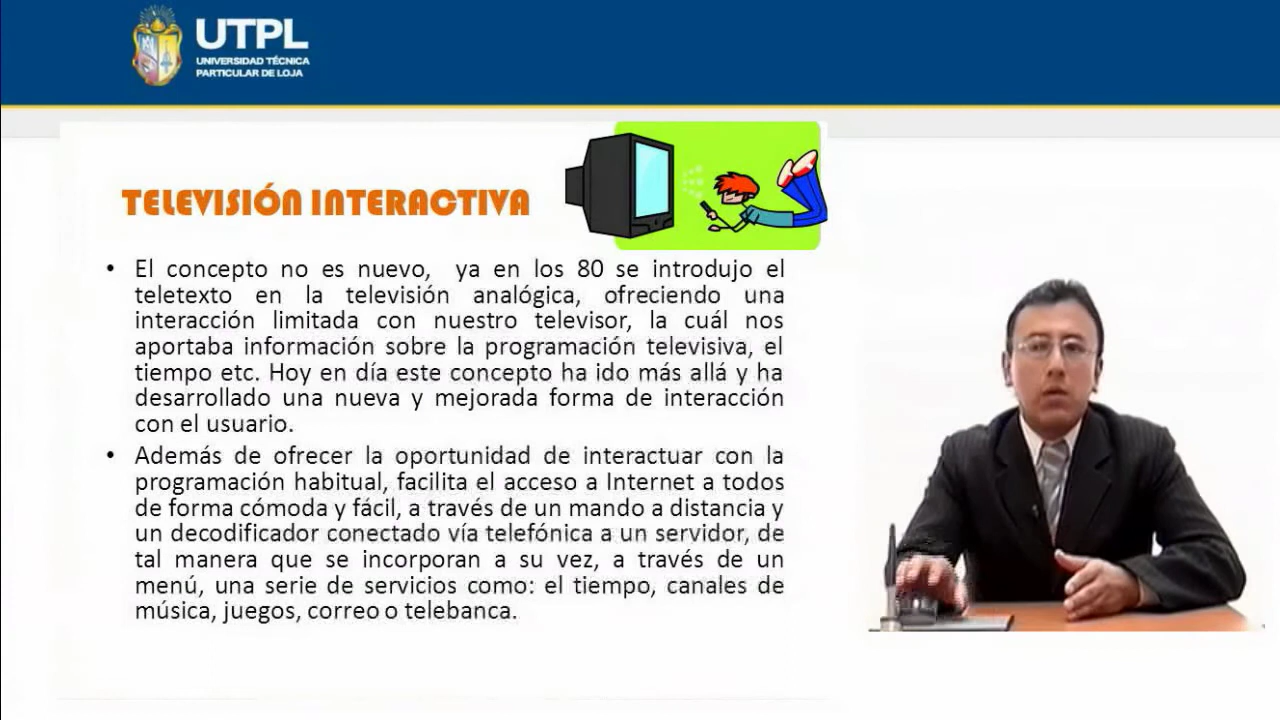 UTPL
UNIVERSIDAD TÉCNICA
PARTICULAR DE LOJA
TELEVISIÓN INTERACTIVA
• El concepto no es nuevo, ya en los 80 se introdujo el
teletexto en la televisión analógica, ofreciendo una
interacción limitada con nuestro televisor, la cuál nos
aportaba información sobre la programación televisiva, el
tiempo etc. Hoy en día este concepto ha ido más allá y ha
desarrollado una nueva y mejorada forma de interacción
con el usuario.
• Además de ofrecer la oportunidad de interactuar con la
programación habitual, facilita el acceso a Internet a todos
de forma cómoda y fácil, a través de un mando a distancia y
un decodificador conectado vía telefónica a un servidor, de
tal manera que se incorporan a su vez, a través de un
menú, una serie de servicios como: el tiempo, canales de
música, juegos, correo o telebanca.